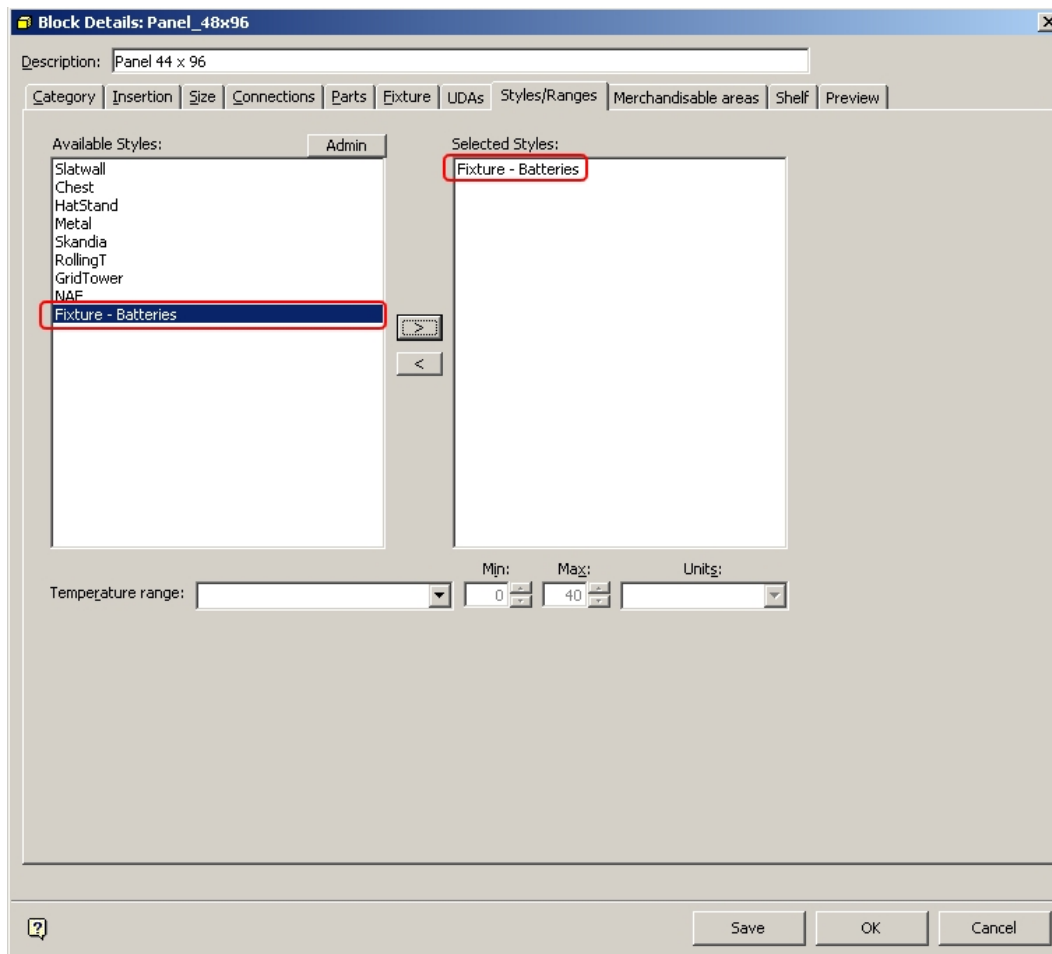 Block Details: Panel_48x96
Description: Panel 44 x 96
Category Insertion Size Connections Parts Fixture UDAs Styles/Ranges Merchandisable areas Shelf Preview
Available Styles: Admin Selected Styles:
Slatwall Fixture - Batteries
Chest
HatStand
Metal
Skandia
RollingT
GridTower
NAF
Fixture - Batteries
>
<
Min: Max: Units:
Temperature range: 0 40
Save OK Cancel